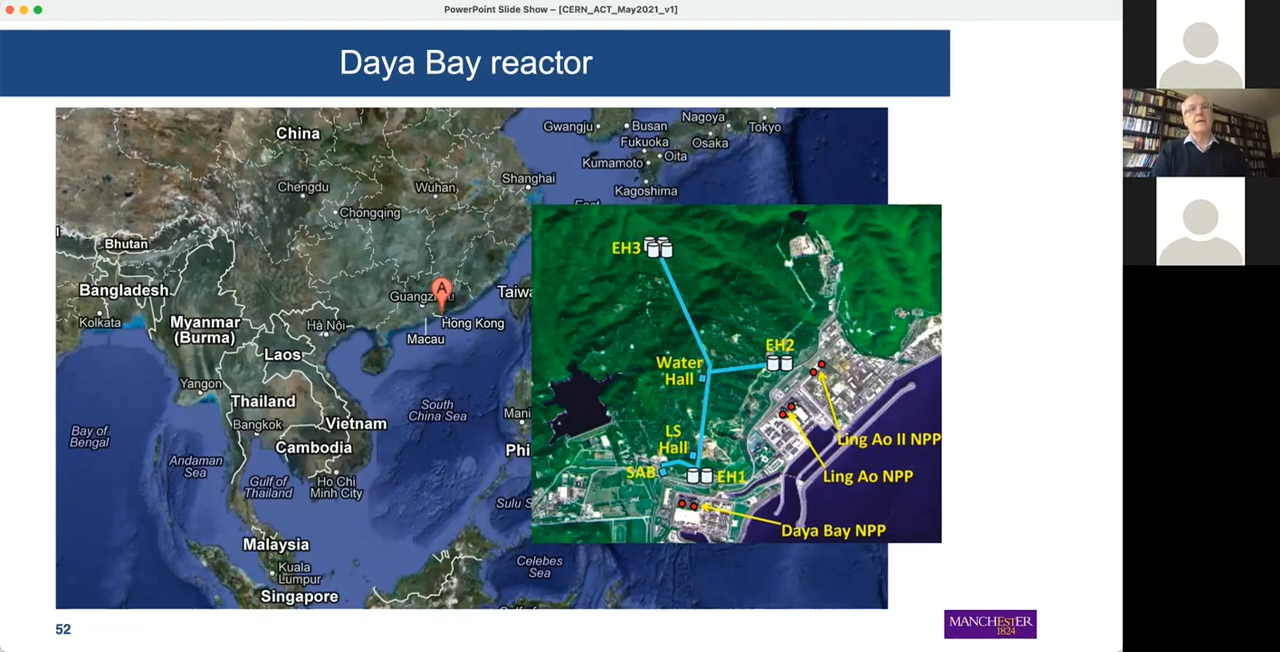 PowerPoint Slide Show – [CERN_ACT_May2021_v1]
Daya Bay reactor
China
Chengdu
Chongqing
Wuhan
Shanghai
Gwangju
Busan
Fukuoka
Kumamoto
Oita
Kagoshima
Nagoya
Osaka
Tokyo
East
Bhutan
Bangladesh
Kolkata
Myanmar
(Burma)
Hà Nội
Laos
Guangzhou
A
Hong Kong
Macau
Taiw
Yangon
Thailand
Bangkok
Vietnam
Cambodia
South
China Sea
Mani
Phi
Bay of
Bengal
Andaman
Sea
Gulf of
Thailand
Ho Chi
Minh City
Sulu S
Malaysia
Kuala
Lumpur
Singapore
Celebes
Sea
EH3
Water
Hall
EH2
LS
Hall
SAB
EH1
Ling Ao II NPP
Ling Ao NPP
Daya Bay NPP
52
MANCHESTER
1824